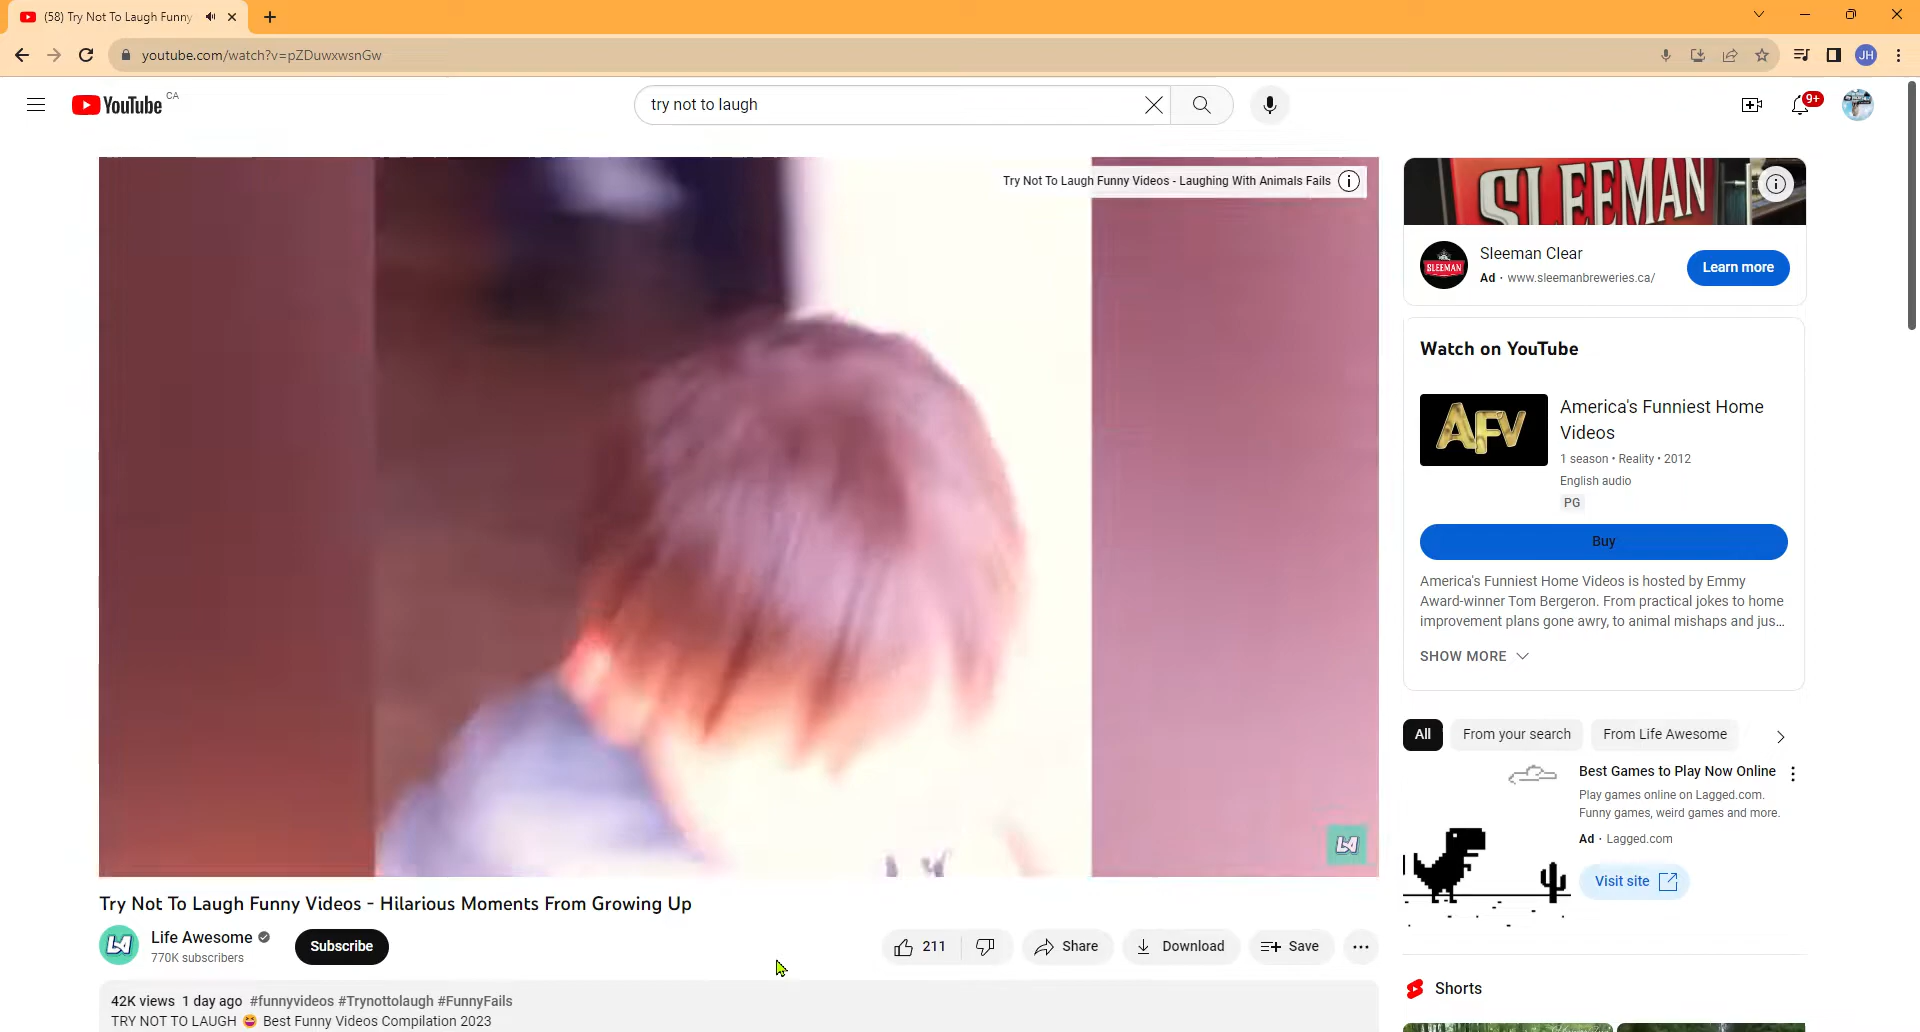 (58) Try Not To Laugh Funny
youtube.com/watch?v=pZDuwxwsnGw
JH
YouTube CA
try not to laugh
9+
Try Not To Laugh Funny Videos - Laughing With Animals Fails
SLEEMAN
SLEEMAN
Sleeman Clear
Ad · www.sleemanbreweries.ca/
Learn more
Watch on YouTube
AFV
America's Funniest Home
Videos
1 season • Reality • 2012
English audio
PG
Buy
America's Funniest Home Videos is hosted by Emmy
Award-winner Tom Bergeron. From practical jokes to home
improvement plans gone awry, to animal mishaps and jus...
SHOW MORE
All
From your search
From Life Awesome
Best Games to Play Now Online
Play games online on Lagged.com.
Funny games, weird games and more.
Ad · Lagged.com
Visit site
LA
Try Not To Laugh Funny Videos - Hilarious Moments From Growing Up
LA
Life Awesome
770K subscribers
Subscribe
211
Share
Download
Save
Shorts
42K views 1 day ago #funnyvideos #Trynottolaugh #FunnyFails
TRY NOT TO LAUGH 😆 Best Funny Videos Compilation 2023